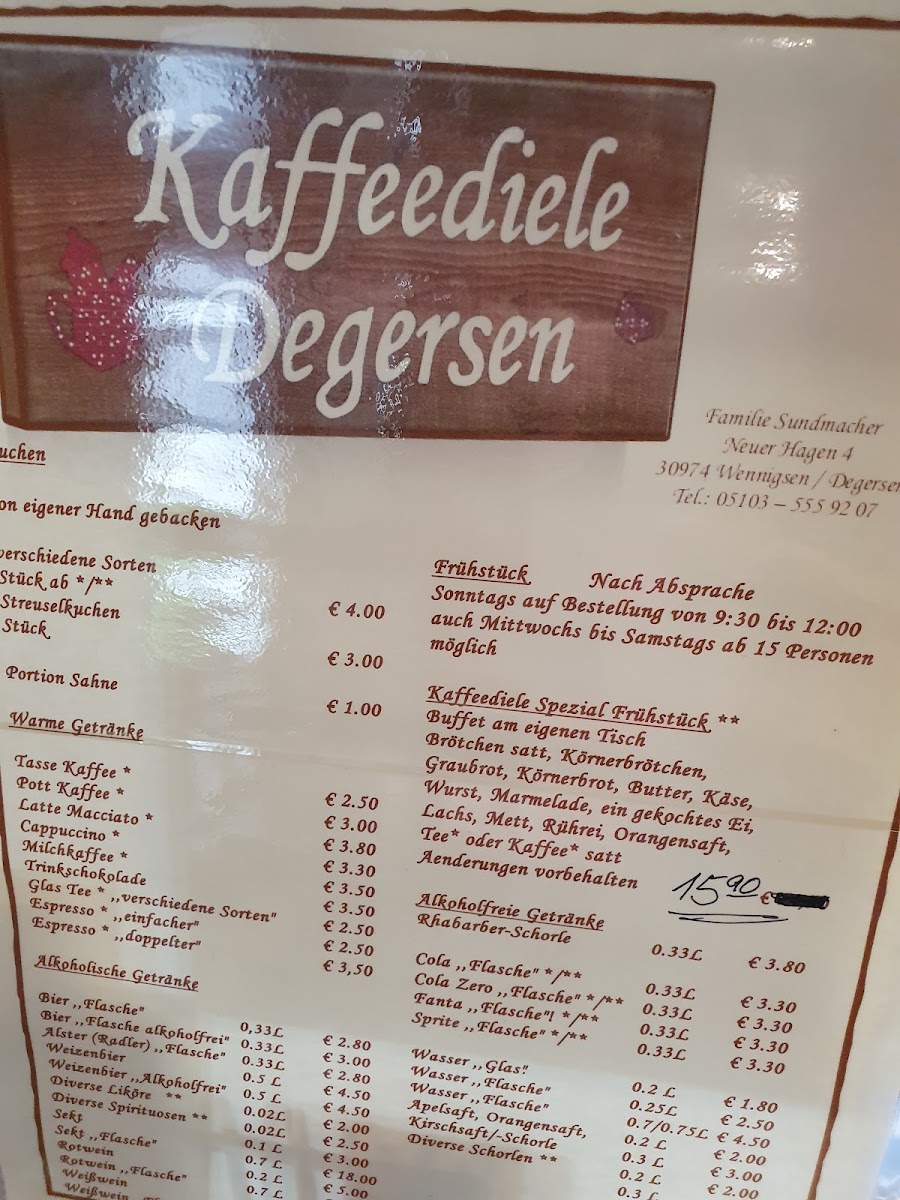 Kaffeediele
Degersen
Familie Sundmacher
Neuer Hagen 4
30974 Wennigsen / Degersen
Tel.: 05103 – 555 92 07
uchen
on eigener Hand gebacken
verschiedene Sorten
Stück ab */** € 4.00
Streuselkuchen
Stück € 3.00
Portion Sahne € 1.00
Warme Getränke
Tasse Kaffee * € 2.50
Pott Kaffee * € 3.00
Latte Macciato * € 3.80
Cappuccino * € 3.30
Milchkaffee * € 3.50
Trinkschokolade € 3.50
Glas Tee * ,,verschiedene Sorten" € 2.50
Espresso * ,,einfacher" € 2.50
Espresso * ,,doppelter" € 3,50
Alkoholische Getränke
Bier ,,Flasche" 0,33L € 2.80
Bier ,,Flasche alkoholfrei" 0.33L € 3.00
Alster (Radler) ,,Flasche" 0.33L € 2.80
Weizenbier 0.5 L € 4.50
Weizenbier ,,Alkoholfrei" 0.5 L € 4.50
Diverse Liköre ** 0.02L € 2.00
Diverse Spirituosen ** 0.02L € 2.50
Sekt 0.1 L € 3.00
Sekt ,,Flasche" 0.7 L € 18.00
Rotwein 0.2 L € 5.00
Rotwein ,,Flasche" 0.7 L
Weißwein
Weißwein
Frühstück Nach Absprache
Sonntags auf Bestellung von 9:30 bis 12:00
auch Mittwochs bis Samstags ab 15 Personen
möglich
Kaffeediele Spezial Frühstück **
Buffet am eigenen Tisch
Brötchen satt, Körnerbrötchen,
Graubrot, Körnerbrot, Butter, Käse,
Wurst, Marmelade, ein gekochtes Ei,
Lachs, Mett, Rührei, Orangensaft,
Tee* oder Kaffee* satt
Aenderungen vorbehalten 15,90 €
Alkoholfreie Getränke
Rhabarber-Schorle 0.33L € 3.80
Cola ,,Flasche" */** 0.33L € 3.30
Cola Zero ,,Flasche" */** 0.33L € 3.30
Fanta ,,Flasche"! */** 0.33L € 3.30
Sprite ,,Flasche" */** 0.33L € 3.30
Wasser ,,Glas" 0.2 L € 1.80
Wasser ,,Flasche" 0.25L € 2.50
Wasser ,,Flasche" 0.7/0.75L € 4.50
Apelsaft, Orangensaft, 0.2 L € 2.00
Kirschsaft/-Schorle 0.3 L € 3.00
Diverse Schorlen ** 0.2 L € 2.00
0.3 L